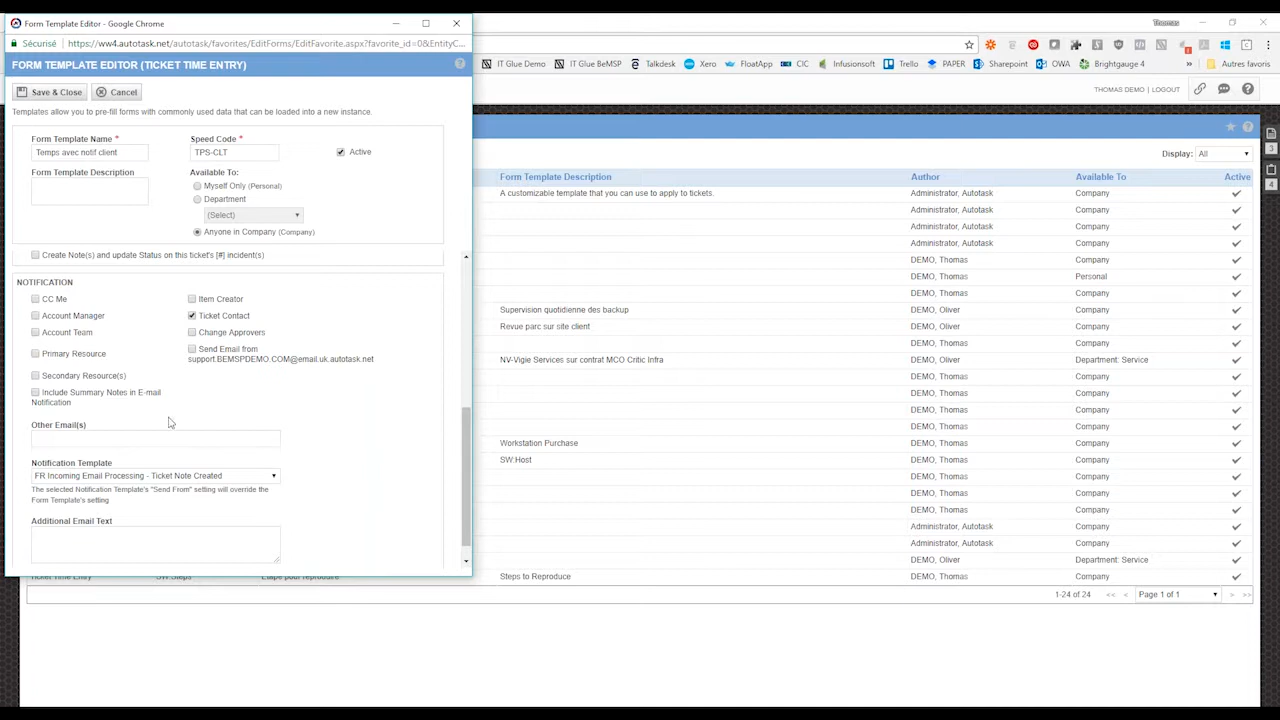 Form Template Editor - Google Chrome
Thomas
Sécurisé https://ww4.autotask.net/autotask/favorites/EditForms/EditFavorite.aspx?favorite_id=0&EntityC...
FORM TEMPLATE EDITOR (TICKET TIME ENTRY)
IT Glue Demo IT Glue BeMSP Talkdesk Xero FloatApp CIC Infusionsoft Trello PAPER Sharepoint OWA Brightgauge 4 » Autres favoris
Save & Close Cancel
THOMAS DEMO | LOGOUT
Templates allow you to pre-fill forms with commonly used data that can be loaded into a new instance.
Form Template Name * Speed Code *
Temps avec notif client TPS-CLT Active
Form Template Description Available To:
Myself Only (Personal)
Department
(Select)
Anyone in Company (Company)
Create Note(s) and update Status on this ticket's [#] incident(s)
NOTIFICATION
CC Me Item Creator
Account Manager Ticket Contact
Account Team Change Approvers
Primary Resource Send Email from
support.BEMSPDEMO.COM@email.uk.autotask.net
Secondary Resource(s)
Include Summary Notes in E-mail
Notification
Other Email(s)
Notification Template
FR Incoming Email Processing - Ticket Note Created
The selected Notification Template's "Send From" setting will override the
Form Template's setting
Additional Email Text
Display: All
3
4
Form Template Description Author Available To Active
A customizable template that you can use to apply to tickets. Administrator, Autotask Company
Administrator, Autotask Company
Administrator, Autotask Company
Administrator, Autotask Company
DEMO, Thomas Company
DEMO, Thomas Personal
DEMO, Thomas Company
Supervision quotidienne des backup DEMO, Oliver Company
Revue parc sur site client DEMO, Oliver Company
DEMO, Thomas Company
NV-Vigie Services sur contrat MCO Critic Infra DEMO, Oliver Department: Service
DEMO, Thomas Company
DEMO, Thomas Company
DEMO, Thomas Company
DEMO, Thomas Company
Workstation Purchase DEMO, Thomas Company
SW:Host DEMO, Thomas Company
DEMO, Thomas Company
DEMO, Thomas Company
DEMO, Thomas Company
Administrator, Autotask Company
Administrator, Autotask Company
DEMO, Oliver Department: Service
Ticket Time Entry SW:Steps Etape pour reproduire Steps to Reproduce DEMO, Thomas Company
1-24 of 24 << < Page 1 of 1 > >>